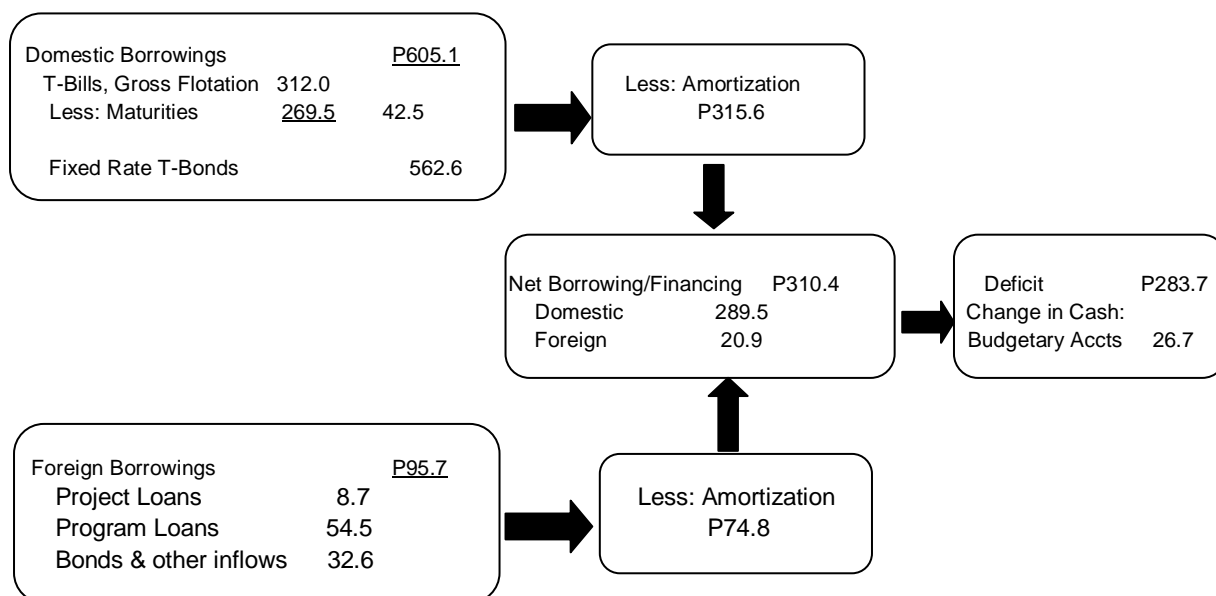 Domestic Borrowings P605.1
T-Bills, Gross Flotation 312.0
Less: Maturities 269.5 42.5
Fixed Rate T-Bonds 562.6
Less: Amortization
P315.6
Net Borrowing/Financing P310.4
Domestic 289.5
Foreign 20.9
Deficit P283.7
Change in Cash:
Budgetary Accts 26.7
Foreign Borrowings P95.7
Project Loans 8.7
Program Loans 54.5
Bonds & other inflows 32.6
Less: Amortization
P74.8